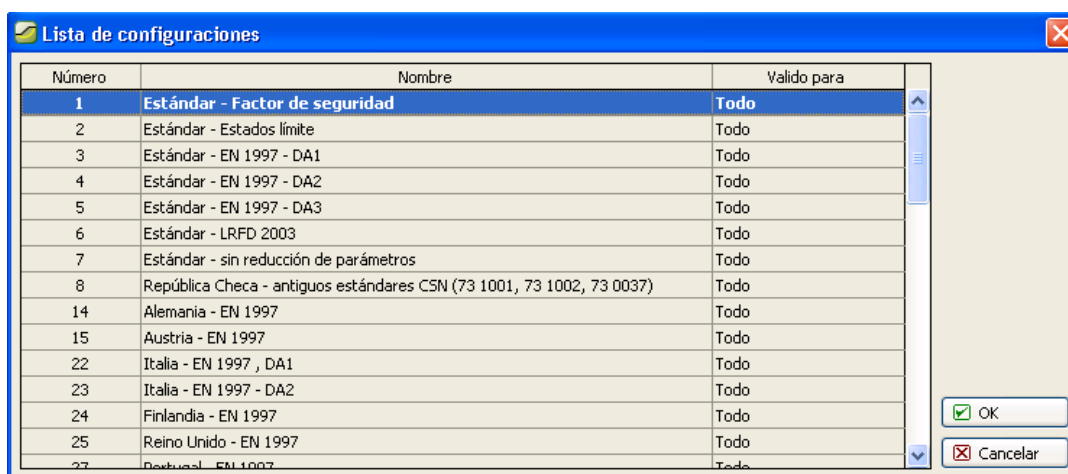 Lista de configuraciones
Número Nombre Valido para
1 Estándar - Factor de seguridad Todo
2 Estándar - Estados límite Todo
3 Estándar - EN 1997 - DA1 Todo
4 Estándar - EN 1997 - DA2 Todo
5 Estándar - EN 1997 - DA3 Todo
6 Estándar - LRFD 2003 Todo
7 Estándar - sin reducción de parámetros Todo
8 República Checa - antiguos estándares CSN (73 1001, 73 1002, 73 0037) Todo
14 Alemania - EN 1997 Todo
15 Austria - EN 1997 Todo
22 Italia - EN 1997 , DA1 Todo
23 Italia - EN 1997 - DA2 Todo
24 Finlandia - EN 1997 Todo
25 Reino Unido - EN 1997 Todo
27 Portugal - EN 1997 Todo
OK
Cancelar